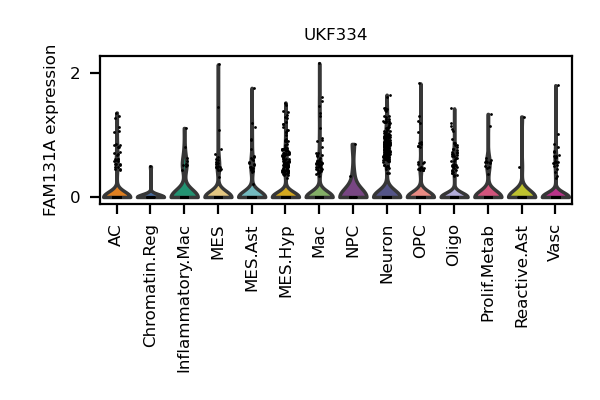 UKF334
FAM131A expression
2
0
AC
Chromatin.Reg
Inflammatory.Mac
MES
MES.Ast
MES.Hyp
Mac
NPC
Neuron
OPC
Oligo
Prolif.Metab
Reactive.Ast
Vasc